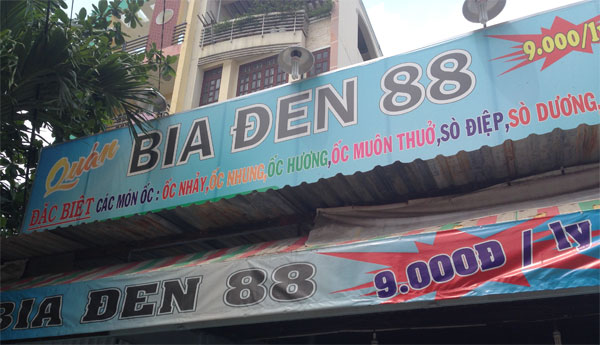 Quán BIA ĐEN 88 9.000/
ĐẶC BIỆT CÁC MÓN ỐC : ỐC NHẢY,ỐC NHUNG,ỐC HƯƠNG,ỐC MUÔN THUỞ,SÒ ĐIỆP,SÒ DƯƠNG,
BIA ĐEN 88 9.000Đ / ly